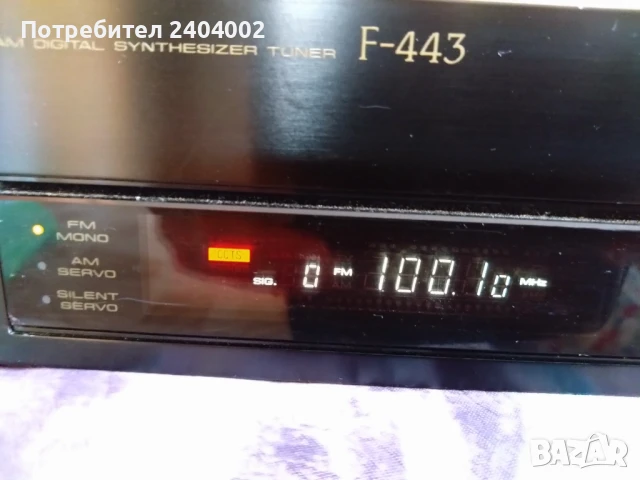 Потребител 2404002
AM DIGITAL SYNTHESIZER TUNER F-443
FM
MONO
AM
SERVO
SILENT
SERVO
SIG. 0 FM 100.10 MHz
BAZAR